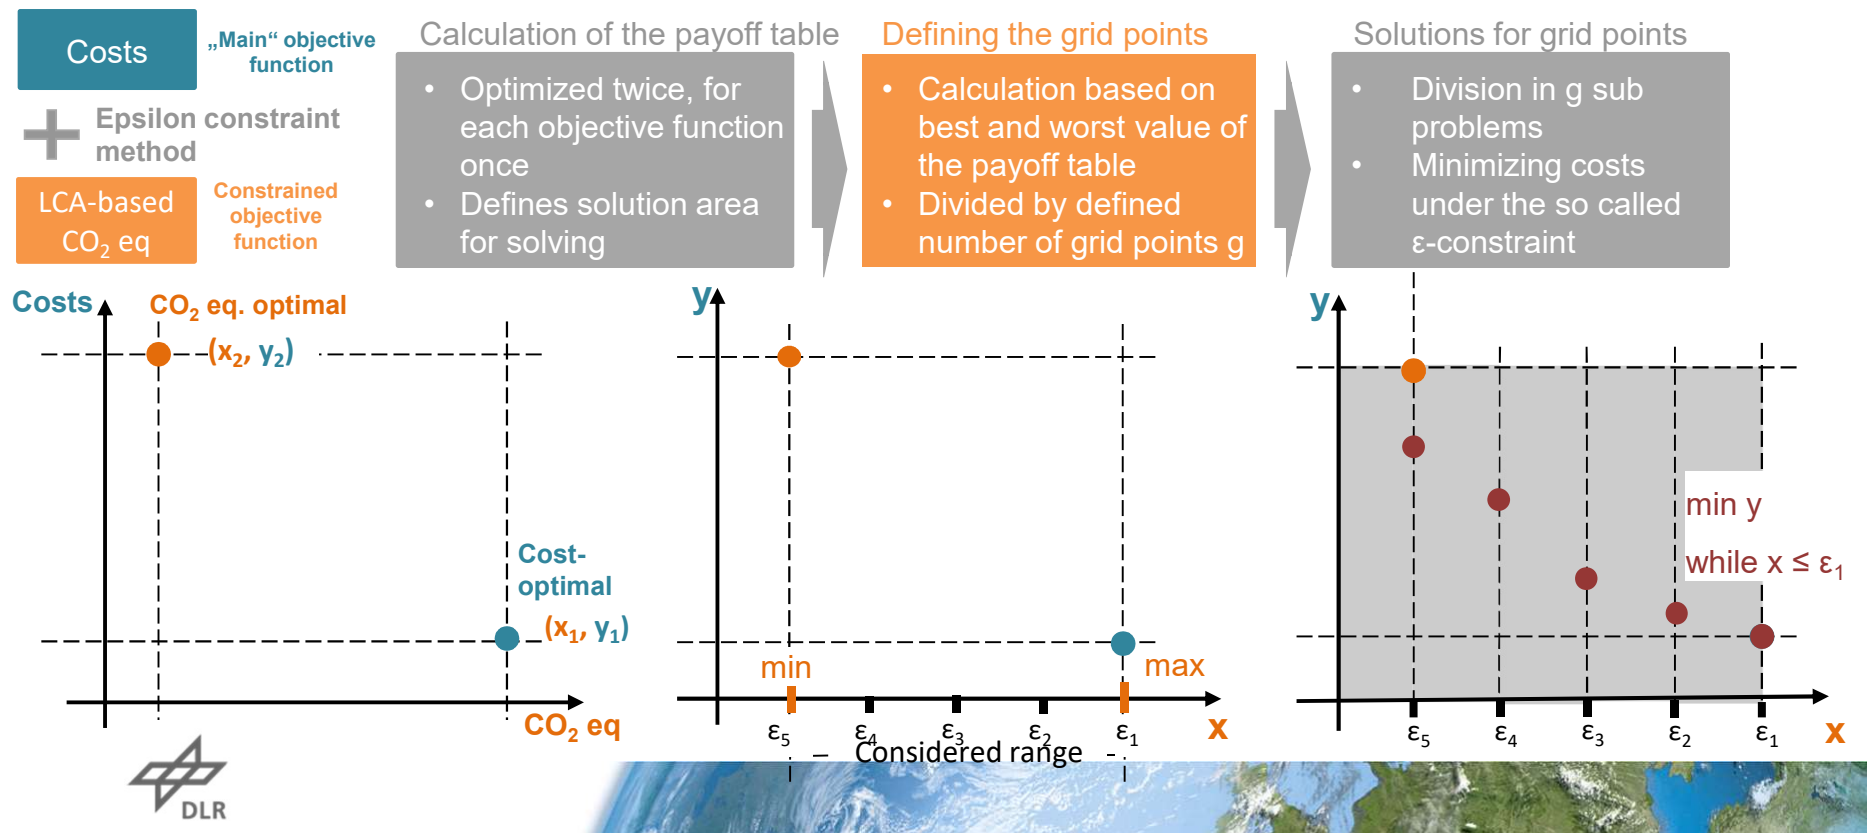 Costs
„Main“ objective
function
Epsilon constraint
method
LCA-based
CO₂ eq
Constrained
objective
function
Calculation of the payoff table
• Optimized twice, for
each objective function
once
• Defines solution area
for solving
Defining the grid points
• Calculation based on
best and worst value of
the payoff table
• Divided by defined
number of grid points g
Solutions for grid points
• Division in g sub
problems
• Minimizing costs
under the so called
ε-constraint
Costs
CO₂ eq. optimal
(x₂, y₂)
Cost-
optimal
(x₁, y₁)
CO₂ eq
y
min
max
ε₅ ε₄ ε₃ ε₂ ε₁
x
Considered range
y
min y
while x ≤ ε₁
ε₅ ε₄ ε₃ ε₂ ε₁
x
DLR